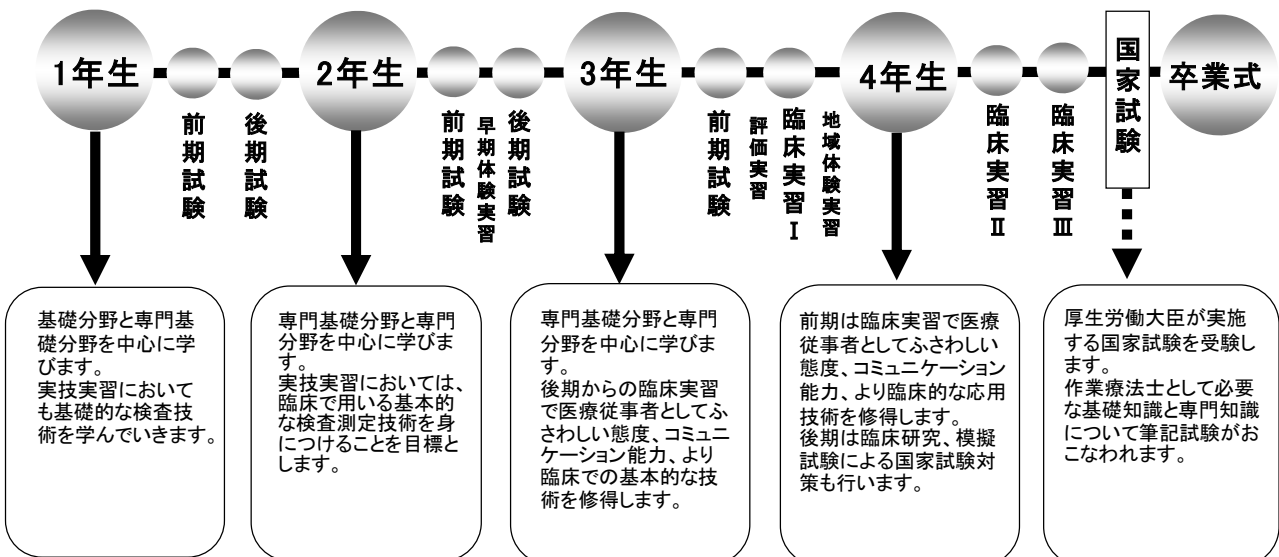 1年生
2年生
3年生
4年生
国家試験
卒業式
前期試験
後期試験
前期試験
早期体験実習
後期試験
前期試験
評価実習
臨床実習Ⅰ
地域体験実習
臨床実習Ⅱ
臨床実習Ⅲ
基礎分野と専門基
礎分野を中心に学
びます。
実技実習において
も基礎的な検査技
術を学んでいきます。
専門基礎分野と専門
分野を中心に学びま
す。
実技実習においては、
臨床で用いる基本的
な検査測定技術を身
につけることを目標と
します。
専門基礎分野と専門
分野を中心に学びま
す。
後期からの臨床実習
で医療従事者としてふ
さわしい態度、コミュニ
ケーション能力、より
臨床での基本的な技
術を修得します。
前期は臨床実習で医療
従事者としてふさわしい
態度、コミュニケーション
能力、より臨床的な応用
技術を修得します。
後期は臨床研究、模擬
試験による国家試験対
策も行います。
厚生労働大臣が実施
する国家試験を受験し
ます。
作業療法士として必要
な基礎知識と専門知識
について筆記試験がお
こなわれます。